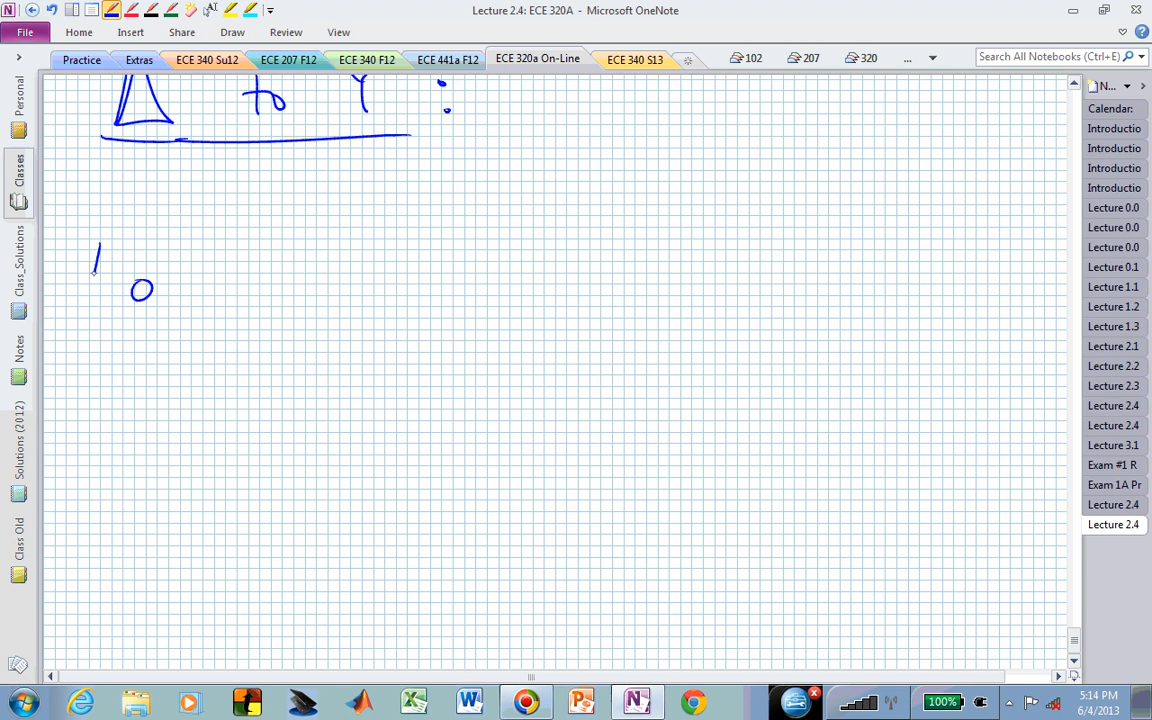 Lecture 2.4: ECE 320A - Microsoft OneNote
File Home Insert Share Draw Review View
Practice Extras ECE 340 Su12 ECE 207 F12 ECE 340 F12 ECE 441a F12 ECE 320a On-Line ECE 340 S13 102 207 320 ... Search All Notebooks (Ctrl+E)
Personal
Classes
Class_Solutions
Notes
Solutions (2012)
Class Old
to Y :
N...
Calendar:
Introductio
Introductio
Introductio
Introductio
Lecture 0.0
Lecture 0.0
Lecture 0.0
Lecture 0.1
Lecture 1.1
Lecture 1.2
Lecture 1.3
Lecture 2.1
Lecture 2.2
Lecture 2.3
Lecture 2.4
Lecture 2.4
Lecture 3.1
Exam #1 R
Exam 1A Pr
Lecture 2.4
Lecture 2.4
100%
5:14 PM
6/4/2013